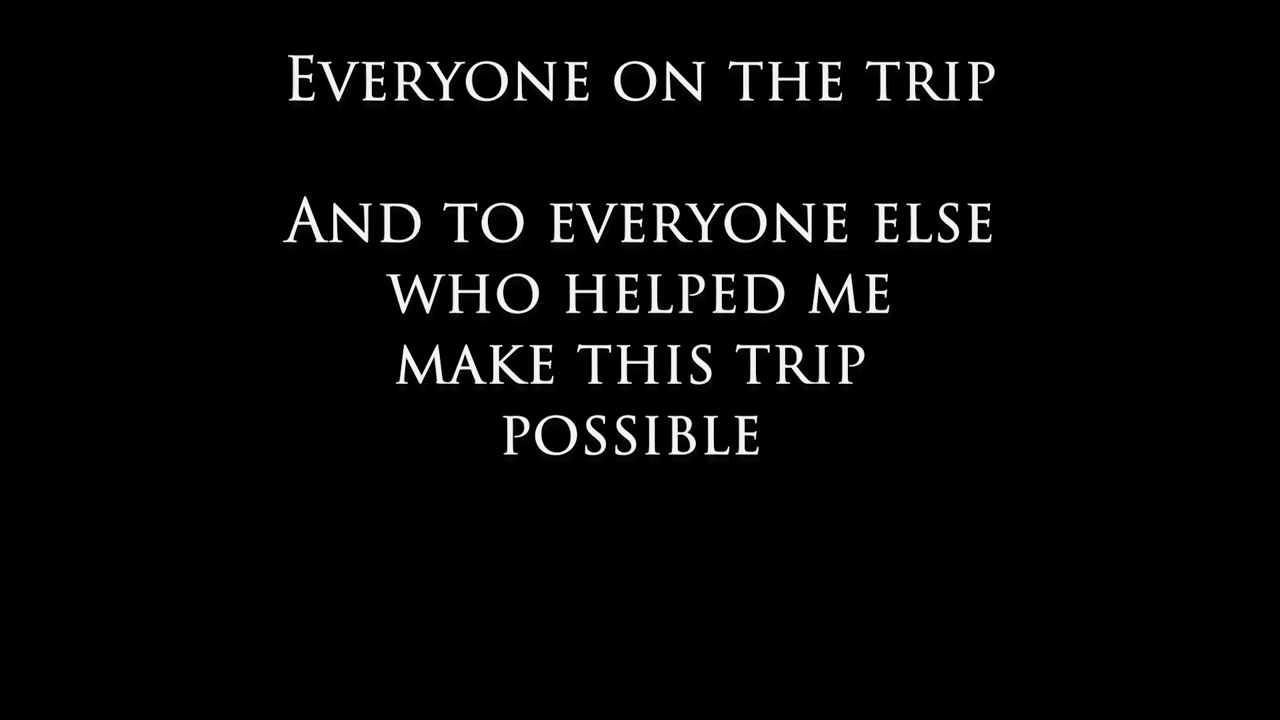 Everyone on the trip
And to everyone else
who helped me
make this trip
possible